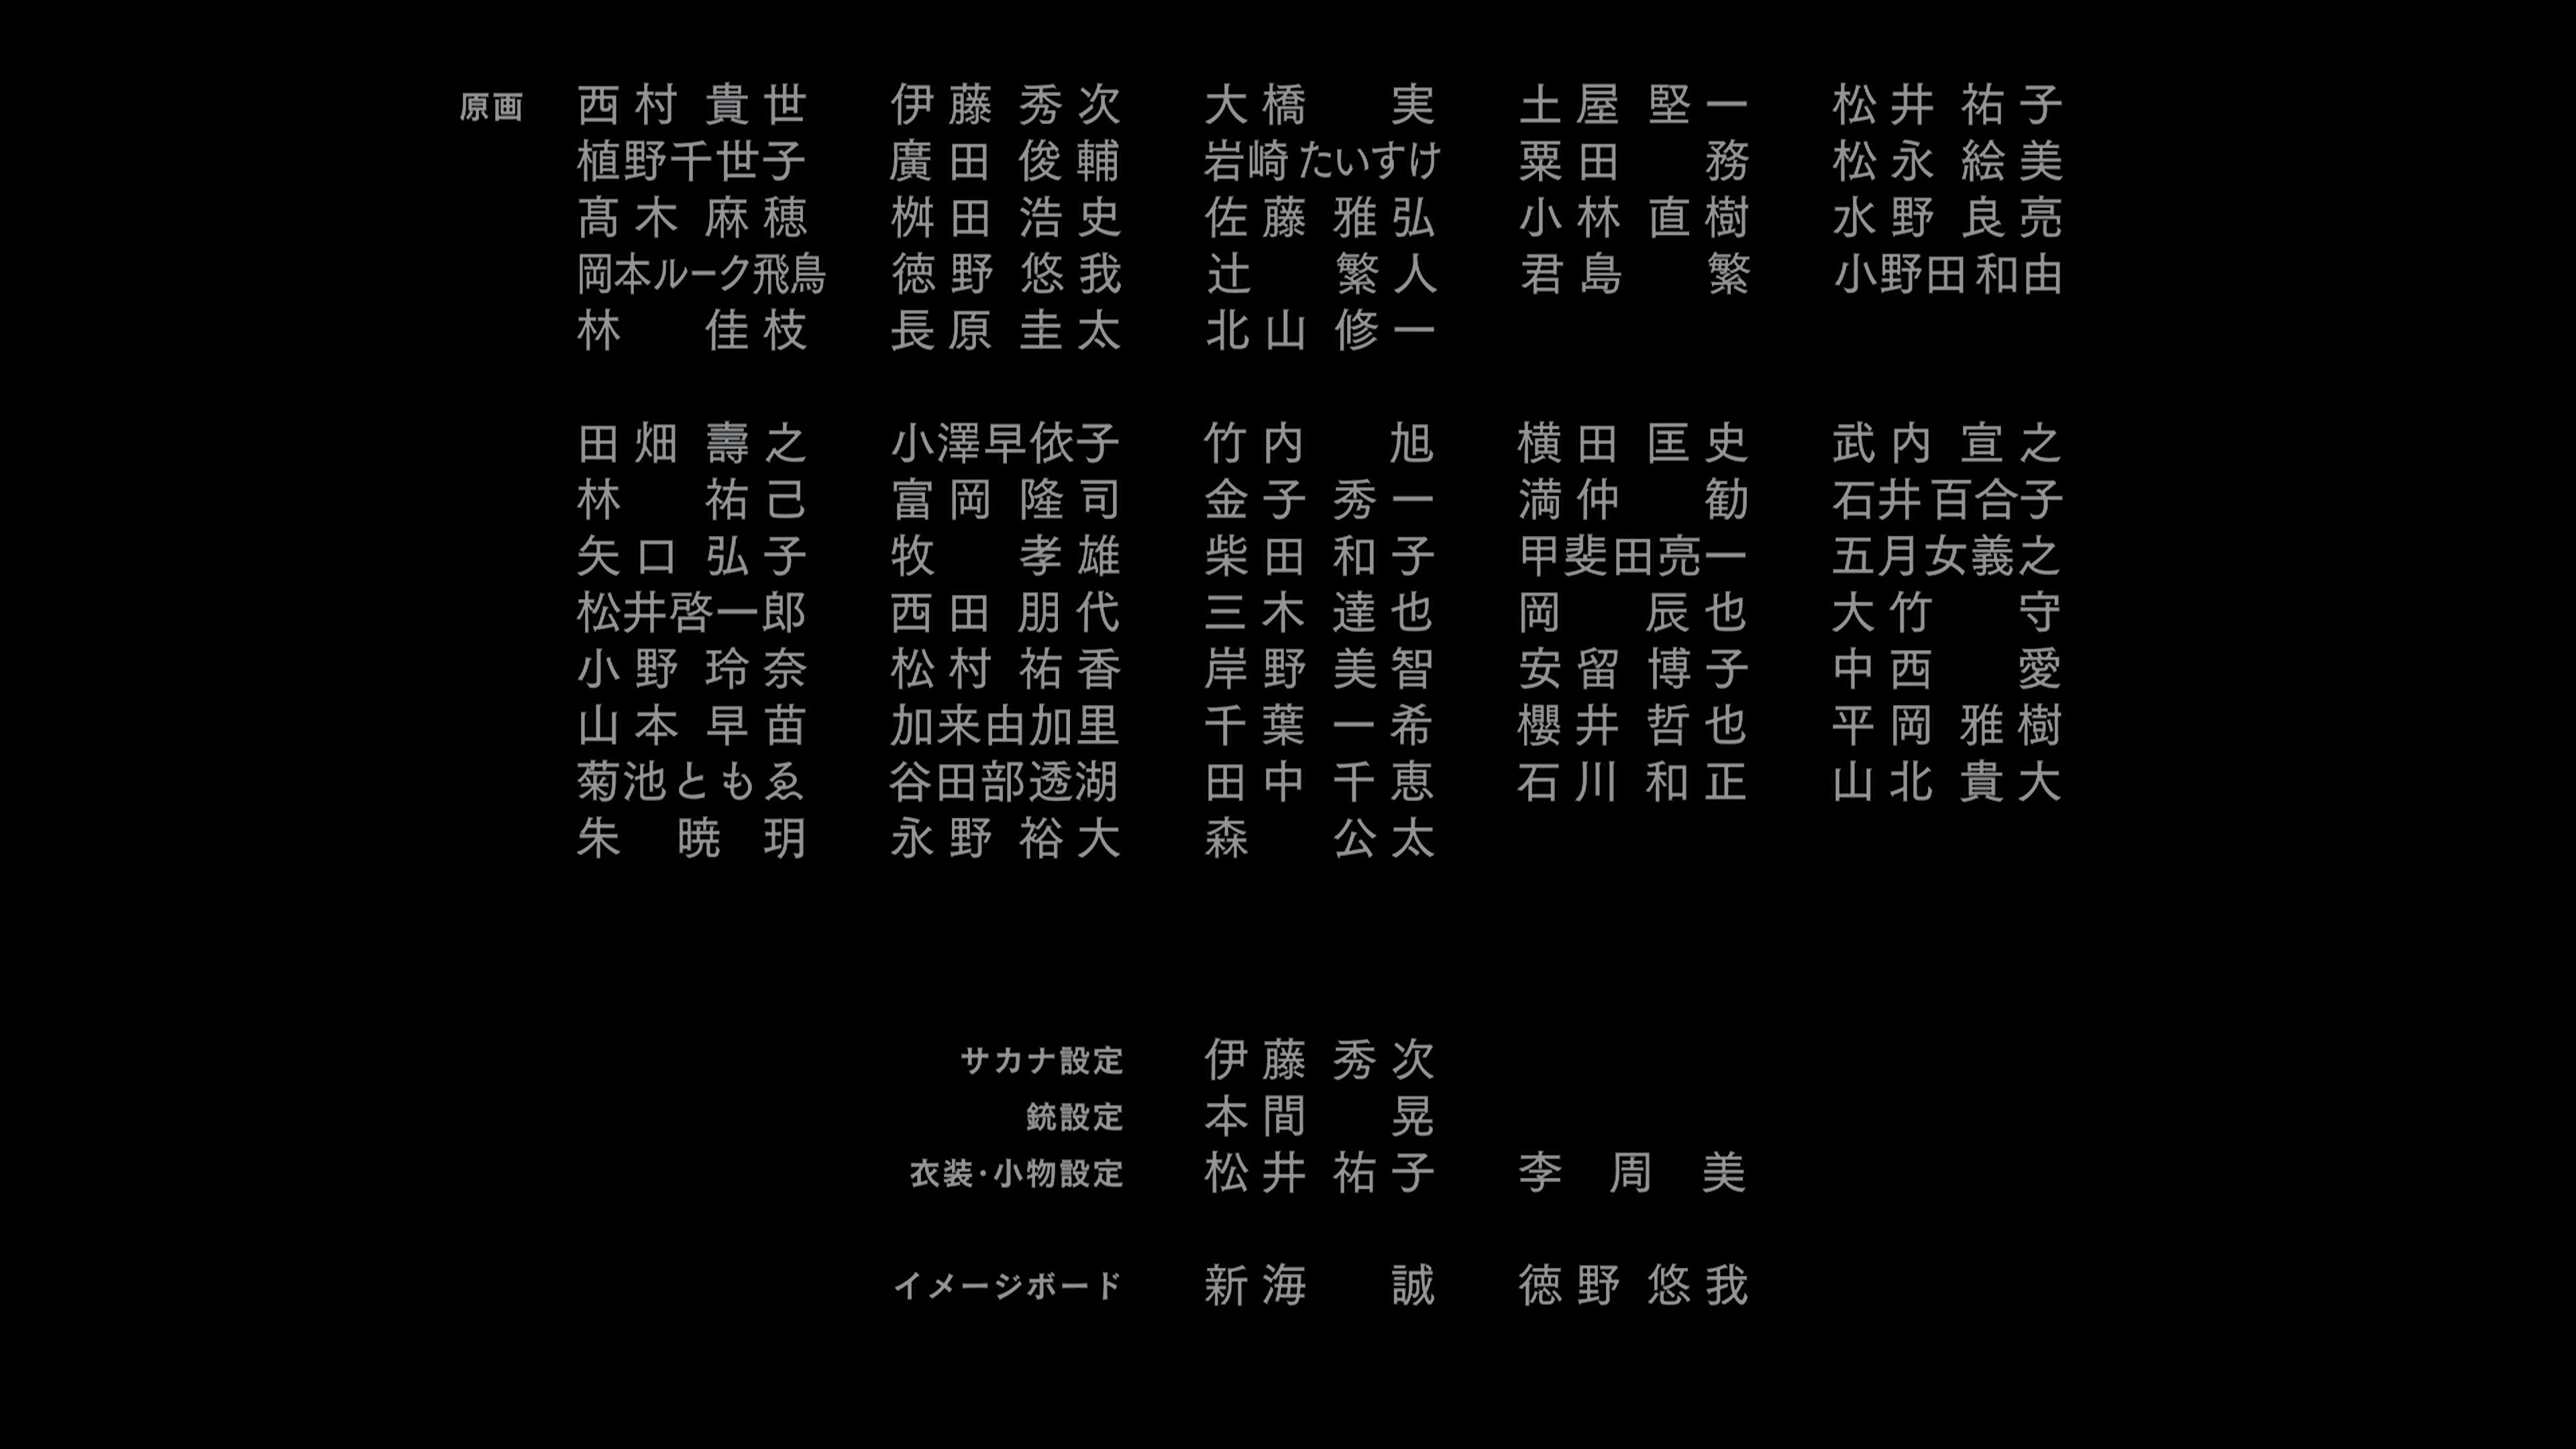 原画 西村貴世 伊藤秀次 大橋実 土屋堅一 松井祐子
植野千世子 廣田俊輔 岩崎たいすけ 粟田務 松永絵美
髙木麻穂 桝田浩史 佐藤雅弘 小林直樹 水野良亮
岡本ルーク飛鳥 徳野悠我 辻繁人 君島繁 小野田和由
林佳枝 長原圭太 北山修一
田畑壽之 小澤早依子 竹内旭 横田匡史 武内宣之
林祐己 富岡隆司 金子秀一 満仲勧 石井百合子
矢口弘子 牧孝雄 柴田和子 甲斐田亮一 五月女義之
松井啓一郎 西田朋代 三木達也 岡辰也 大竹守
小野玲奈 松村祐香 岸野美智 安留博子 中西愛
山本早苗 加来由加里 千葉一希 櫻井哲也 平岡雅樹
菊池ともゑ 谷田部透湖 田中千恵 石川和正 山北貴大
朱暁玥 永野裕大 森公太
サカナ設定 伊藤秀次
銃設定 本間晃
衣装・小物設定 松井祐子 李周美
イメージボード 新海誠 徳野悠我